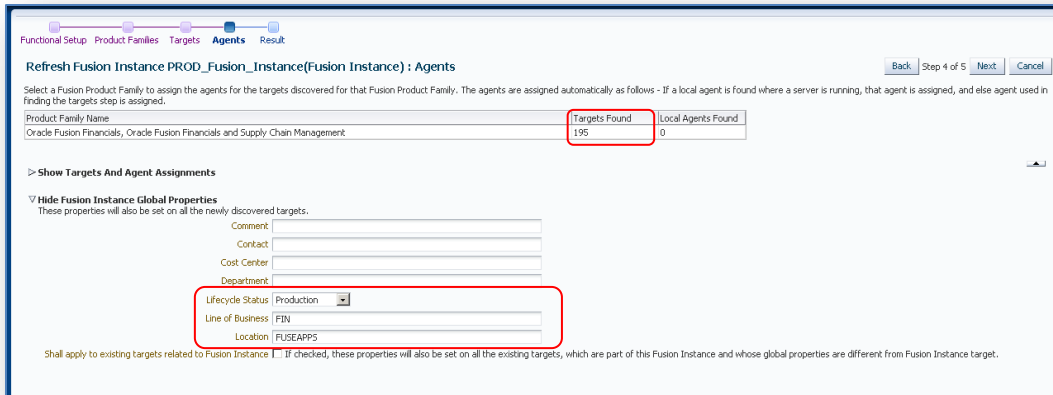 Functional Setup Product Families Targets Agents Result
Refresh Fusion Instance PROD_Fusion_Instance(Fusion Instance) : Agents
Back Step 4 of 5 Next Cancel
Select a Fusion Product Family to assign the agents for the targets discovered for that Fusion Product Family. The agents are assigned automatically as follows - If a local agent is found where a server is running, that agent is assigned, and else agent used in
finding the targets step is assigned.
Product Family Name Targets Found Local Agents Found
Oracle Fusion Financials, Oracle Fusion Financials and Supply Chain Management 195 0
Show Targets And Agent Assignments
Hide Fusion Instance Global Properties
These properties will also be set on all the newly discovered targets.
Comment
Contact
Cost Center
Department
Lifecycle Status Production
Line of Business FIN
Location FUSEAPPS
Shall apply to existing targets related to Fusion Instance If checked, these properties will also be set on all the existing targets, which are part of this Fusion Instance and whose global properties are different from Fusion Instance target.